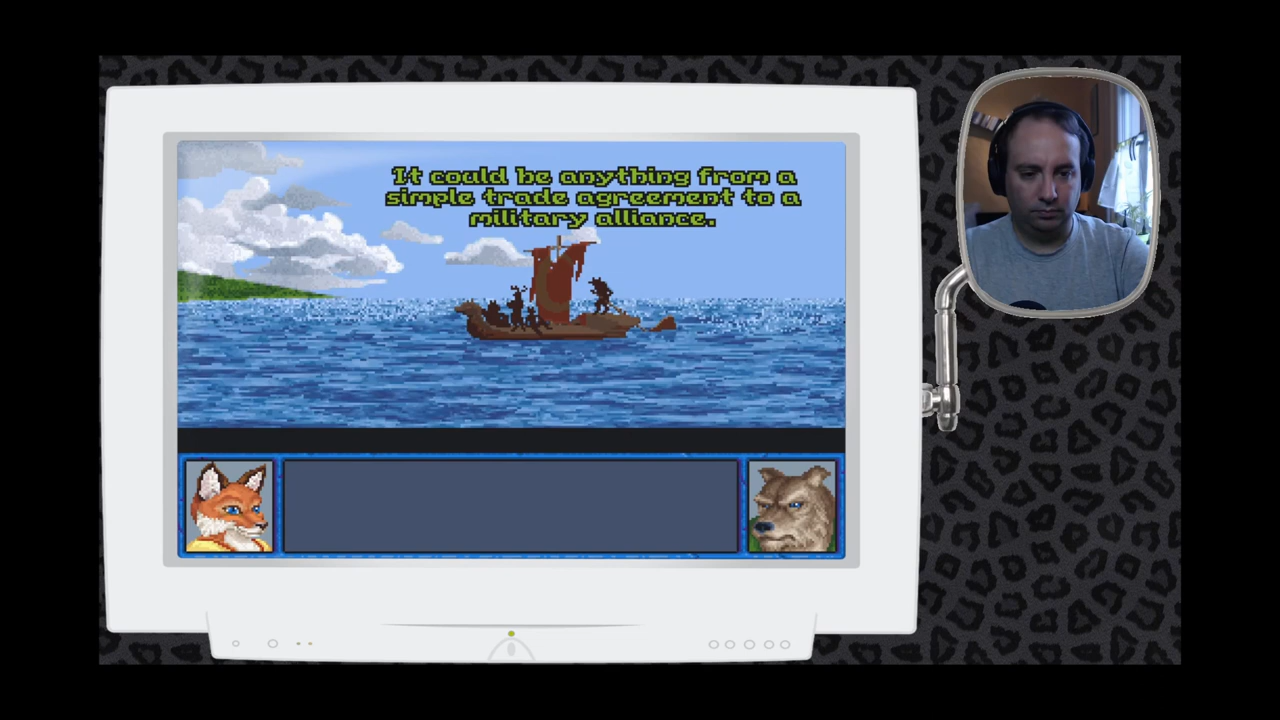 It could be anything from a
simple trade agreement to a
military alliance.